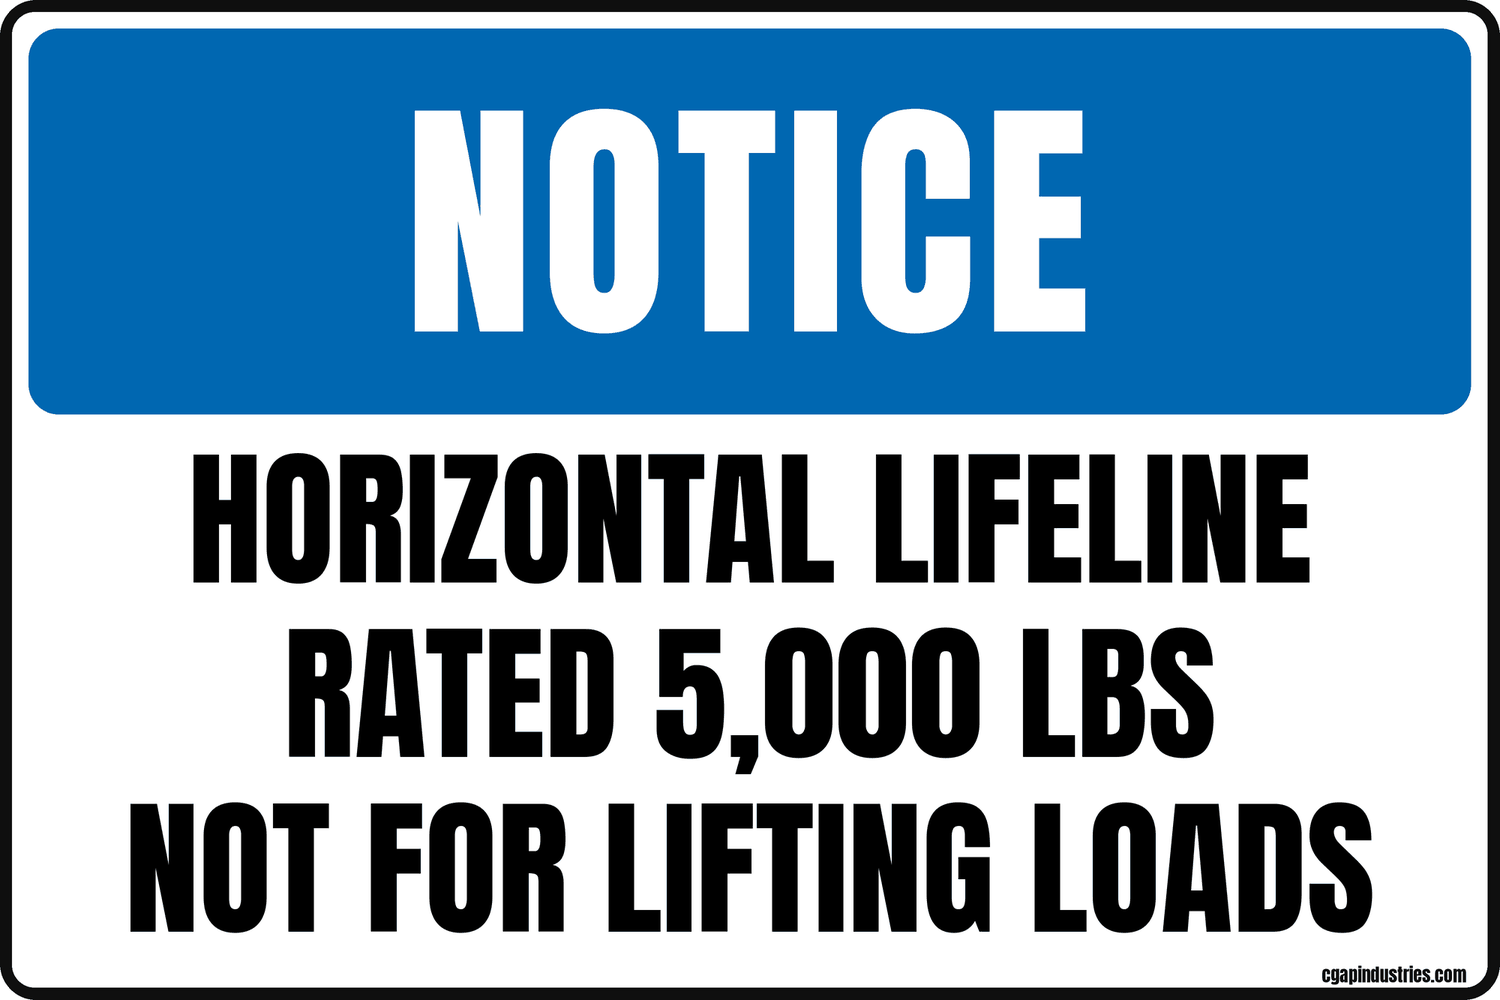 NOTICE
HORIZONTAL LIFELINE
RATED 5,000 LBS
NOT FOR LIFTING LOADS
cgapindustries.com